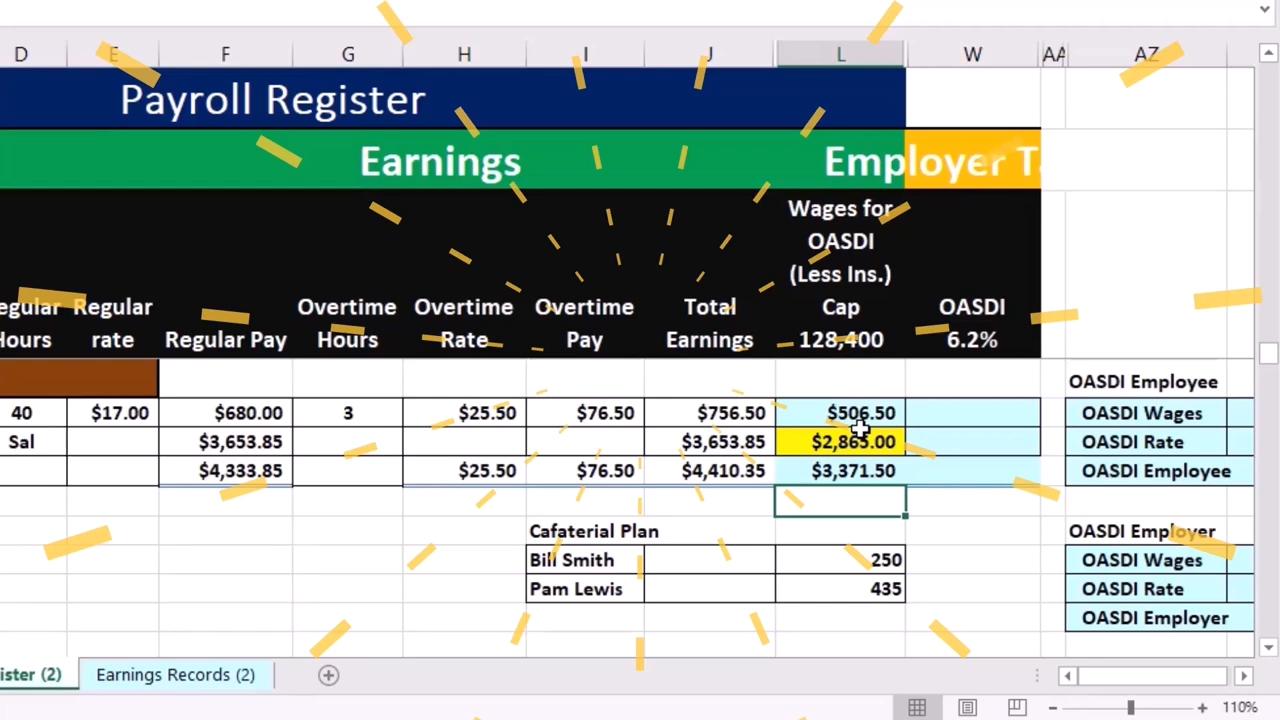 D E F G H I J L W AA AZ
Payroll Register
Earnings
Employer T
Wages for
OASDI
(Less Ins.)
egular Regular Overtime Overtime Overtime Total Cap OASDI
Hours rate Regular Pay Hours Rate Pay Earnings 128,400 6.2%
OASDI Employee
40 $17.00 $680.00 3 $25.50 $76.50 $756.50 $506.50 OASDI Wages
Sal $3,653.85 $3,653.85 $2,865.00 OASDI Rate
$4,333.85 $25.50 $76.50 $4,410.35 $3,371.50 OASDI Employee
Cafaterial Plan OASDI Employer
Bill Smith 250 OASDI Wages
Pam Lewis 435 OASDI Rate
OASDI Employer
ister (2) Earnings Records (2)
110%